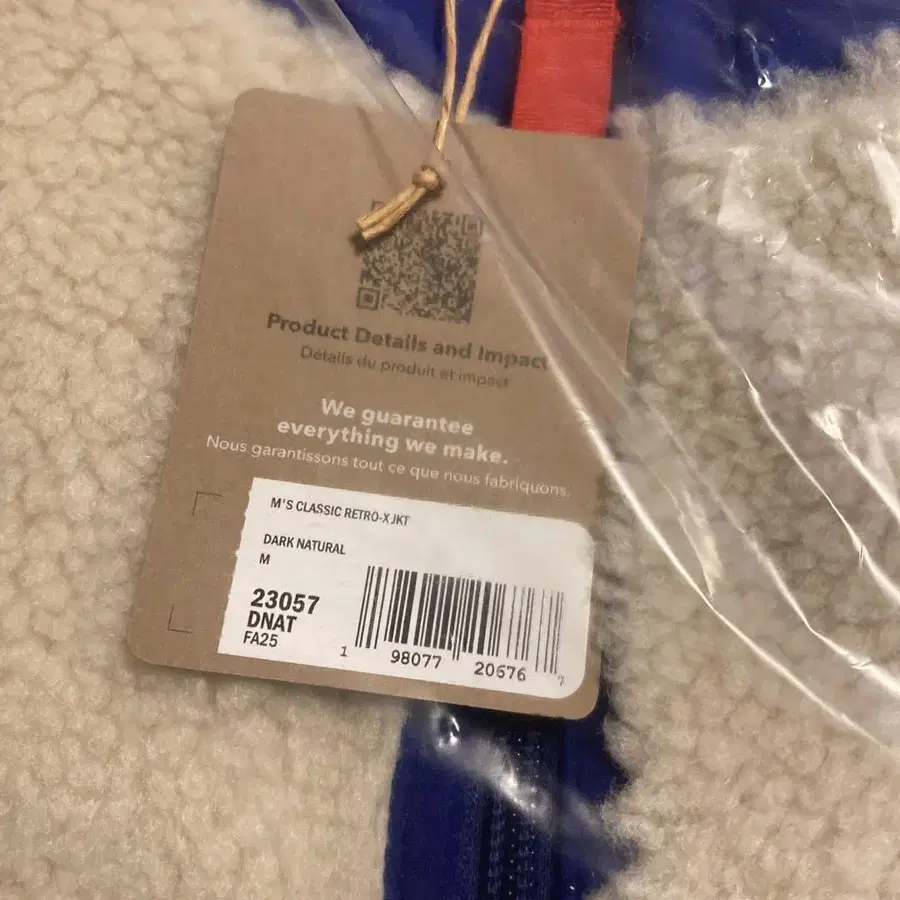 Product Details and Impact
Détails du produit et impact
We guarantee
everything we make.
Nous garantissons tout ce que nous fabriquons.
M'S CLASSIC RETRO-X JKT
DARK NATURAL
M
23057
DNAT
FA25
1 98077 20676